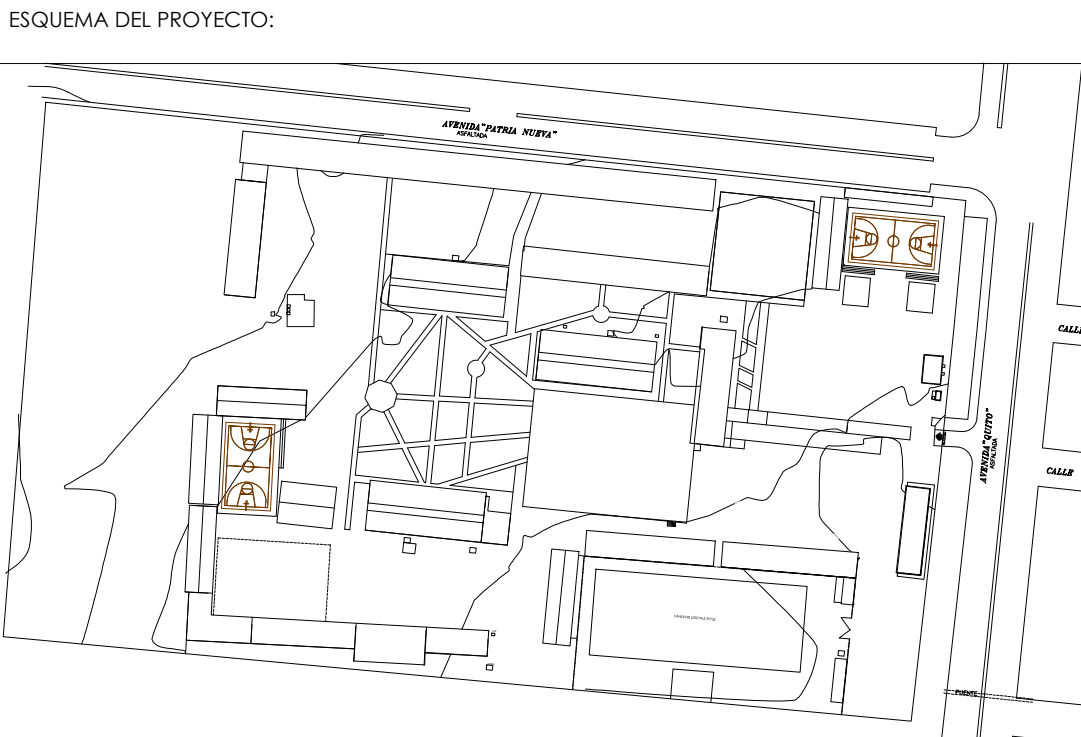 ESQUEMA DEL PROYECTO:
AVENIDA"PATRIA NUEVA"
ASFALTADA
CALLE
AVENIDA"QUITO"
ASFALTADA
CALLE
PUENTE